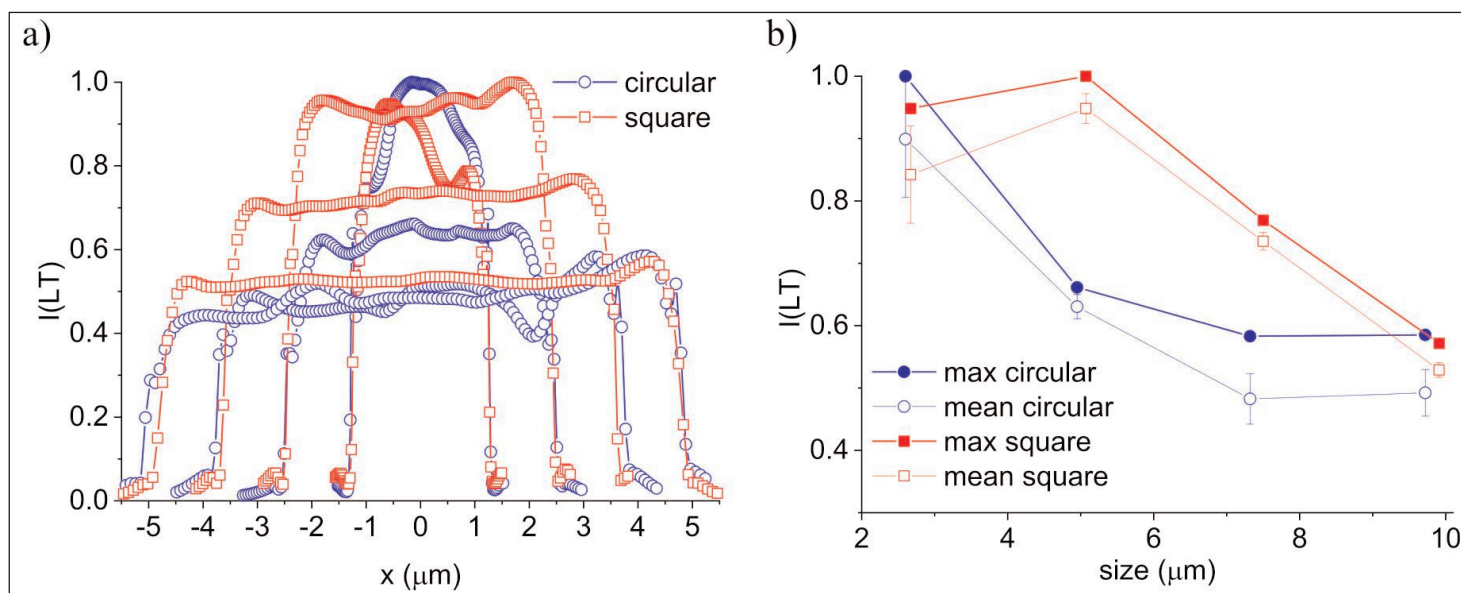 a)
circular
square
1.0
0.8
0.6
0.4
0.2
0.0
I(LT)
-5 -4 -3 -2 -1 0 1 2 3 4 5
x (μm)
b)
1.0
0.8
0.6
0.4
I(LT)
max circular
mean circular
max square
mean square
2 4 6 8 10
size (μm)